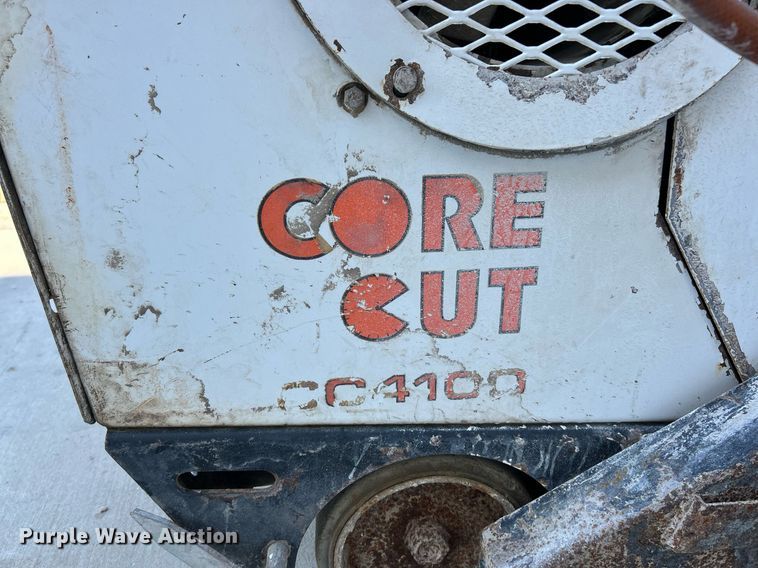 CORE
CUT
CC4100
Purple Wave Auction